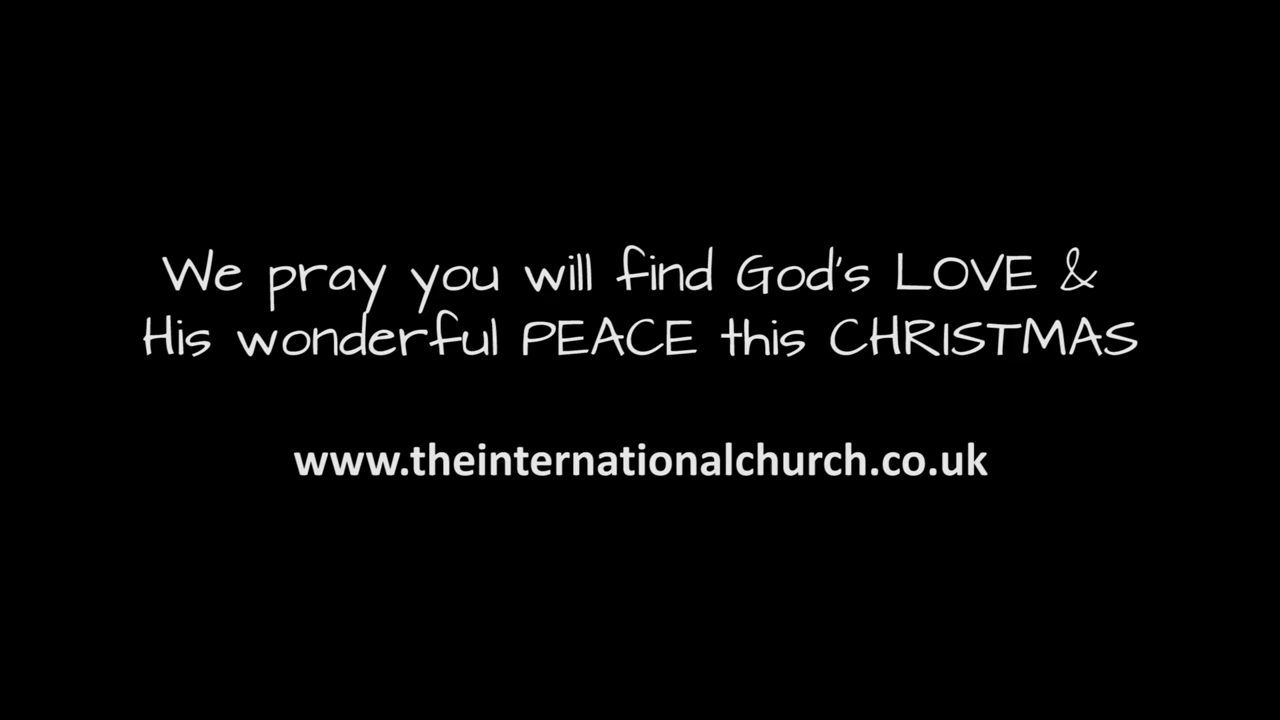 We pray you will find God's LOVE &
His wonderful PEACE this CHRISTMAS
www.theinternationalchurch.co.uk